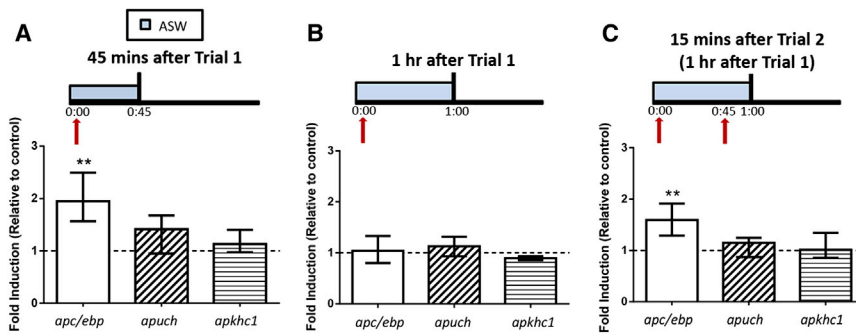 ASW
A
45 mins after Trial 1
0:00
0:45
Fold Induction (Relative to control)
3
2
1
0
**
apc/ebp
apuch
apkhc1
B
1 hr after Trial 1
0:00
1:00
Fold Induction (Relative to control)
3
2
1
0
apc/ebp
apuch
apkhc1
C
15 mins after Trial 2
(1 hr after Trial 1)
0:00
0:45
1:00
Fold Induction (Relative to control)
3
2
1
0
**
apc/ebp
apuch
apkhc1